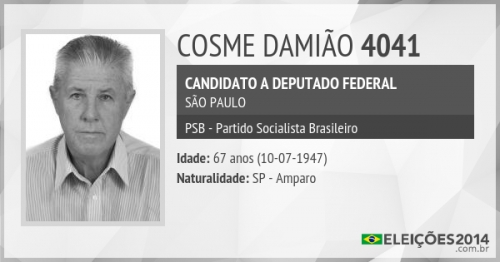 COSME DAMIÃO 4041
CANDIDATO A DEPUTADO FEDERAL
SÃO PAULO
PSB - Partido Socialista Brasileiro
Idade: 67 anos (10-07-1947)
Naturalidade: SP - Amparo
ELEIÇÕES2014
.com.br